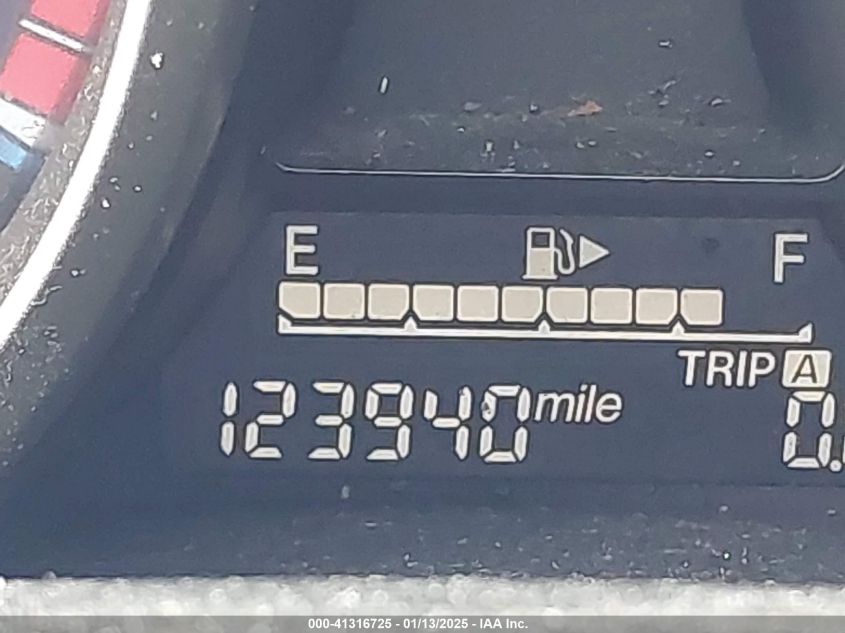 E F
TRIP A
123940 mile 0.
000-41316725 - 01/13/2025 - IAA Inc.